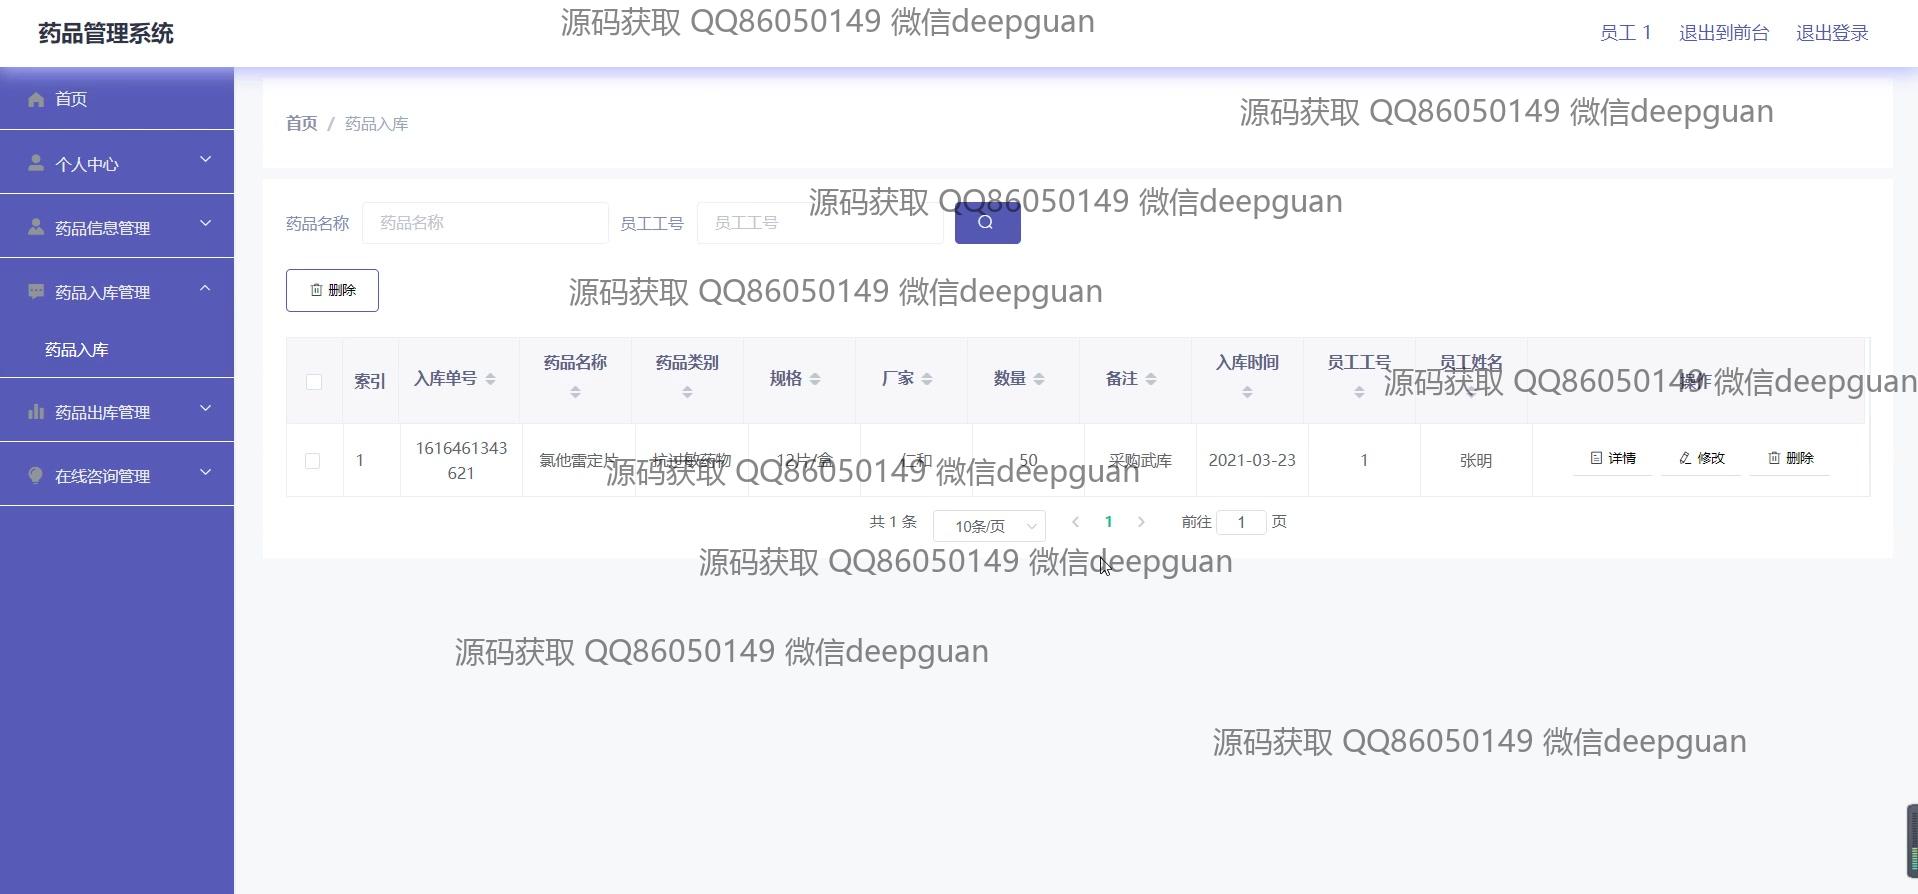 药品管理系统
源码获取 QQ86050149 微信deepguan
员工 1
退出到前台
退出登录
首页
个人中心
药品信息管理
药品入库管理
药品入库
药品出库管理
在线咨询管理
首页 / 药品入库
源码获取 QQ86050149 微信deepguan
源码获取 QQ86050149 微信deepguan
药品名称 药品名称 员工工号 员工工号
删除
源码获取 QQ86050149 微信deepguan
索引 入库单号 药品名称 药品类别 规格 厂家 数量 备注 入库时间 员工工号 员工姓名 操作
源码获取 QQ86050149 微信deepguan
1 1616461343
621 氯他雷定片 抗过敏药物 12片/盒 仁和 50 采购武库 2021-03-23 1 张明 详情 修改 删除
源码获取 QQ86050149 微信deepguan
共 1 条 10条/页 1 前往 1 页
源码获取 QQ86050149 微信deepguan
源码获取 QQ86050149 微信deepguan
源码获取 QQ86050149 微信deepguan